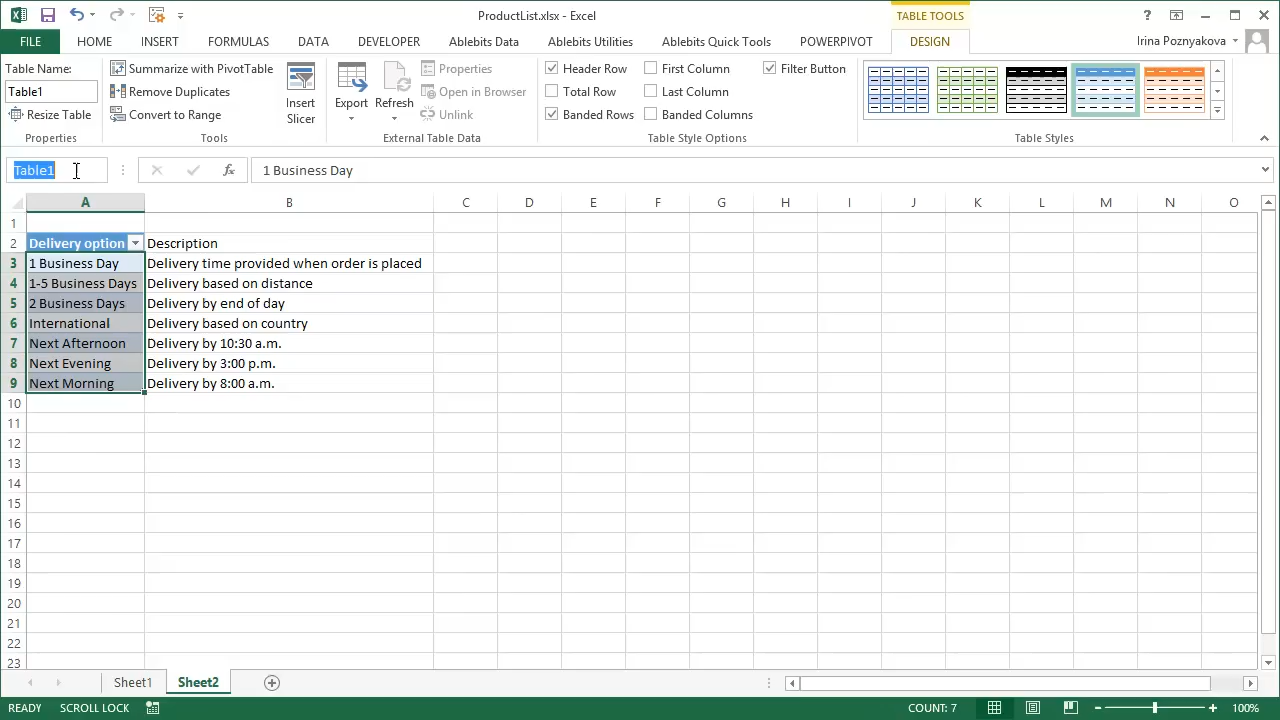 ProductList.xlsx - Excel
TABLE TOOLS
?
FILE HOME INSERT FORMULAS DATA DEVELOPER Ablebits Data Ablebits Utilities Ablebits Quick Tools POWERPIVOT DESIGN Irina Poznyakova
Table Name:
Table1
Resize Table
Properties
Summarize with PivotTable
Remove Duplicates
Convert to Range
Insert
Slicer
Tools
Export
Refresh
Properties
Open in Browser
Unlink
External Table Data
Header Row
Total Row
Banded Rows
First Column
Last Column
Banded Columns
Filter Button
Table Style Options
Table Styles
Table1 fx 1 Business Day
A B C D E F G H I J K L M N O
1
2 Delivery option Description
3 1 Business Day Delivery time provided when order is placed
4 1-5 Business Days Delivery based on distance
5 2 Business Days Delivery by end of day
6 International Delivery based on country
7 Next Afternoon Delivery by 10:30 a.m.
8 Next Evening Delivery by 3:00 p.m.
9 Next Morning Delivery by 8:00 a.m.
10
11
12
13
14
15
16
17
18
19
20
21
22
23
Sheet1 Sheet2
READY SCROLL LOCK COUNT: 7 100%